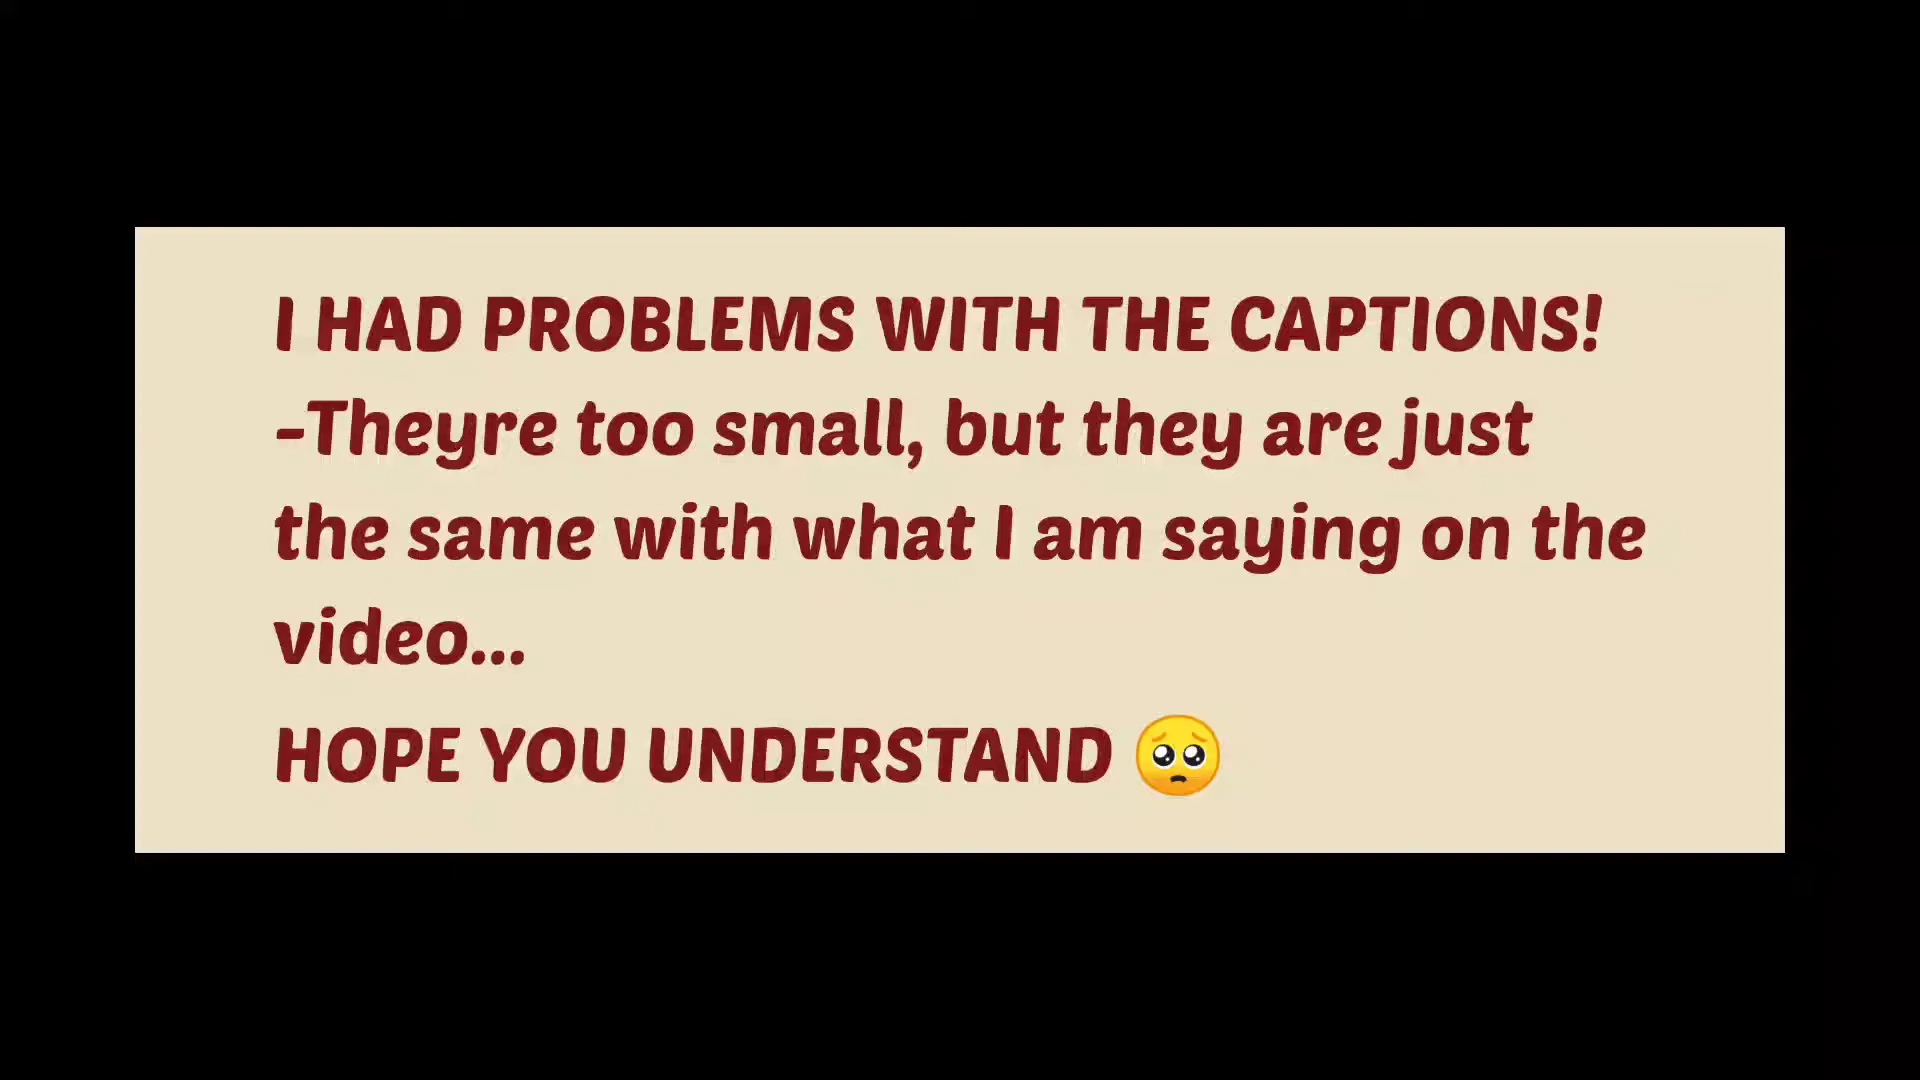 I HAD PROBLEMS WITH THE CAPTIONS!
-Theyre too small, but they are just
the same with what I am saying on the
video...
HOPE YOU UNDERSTAND 🥺